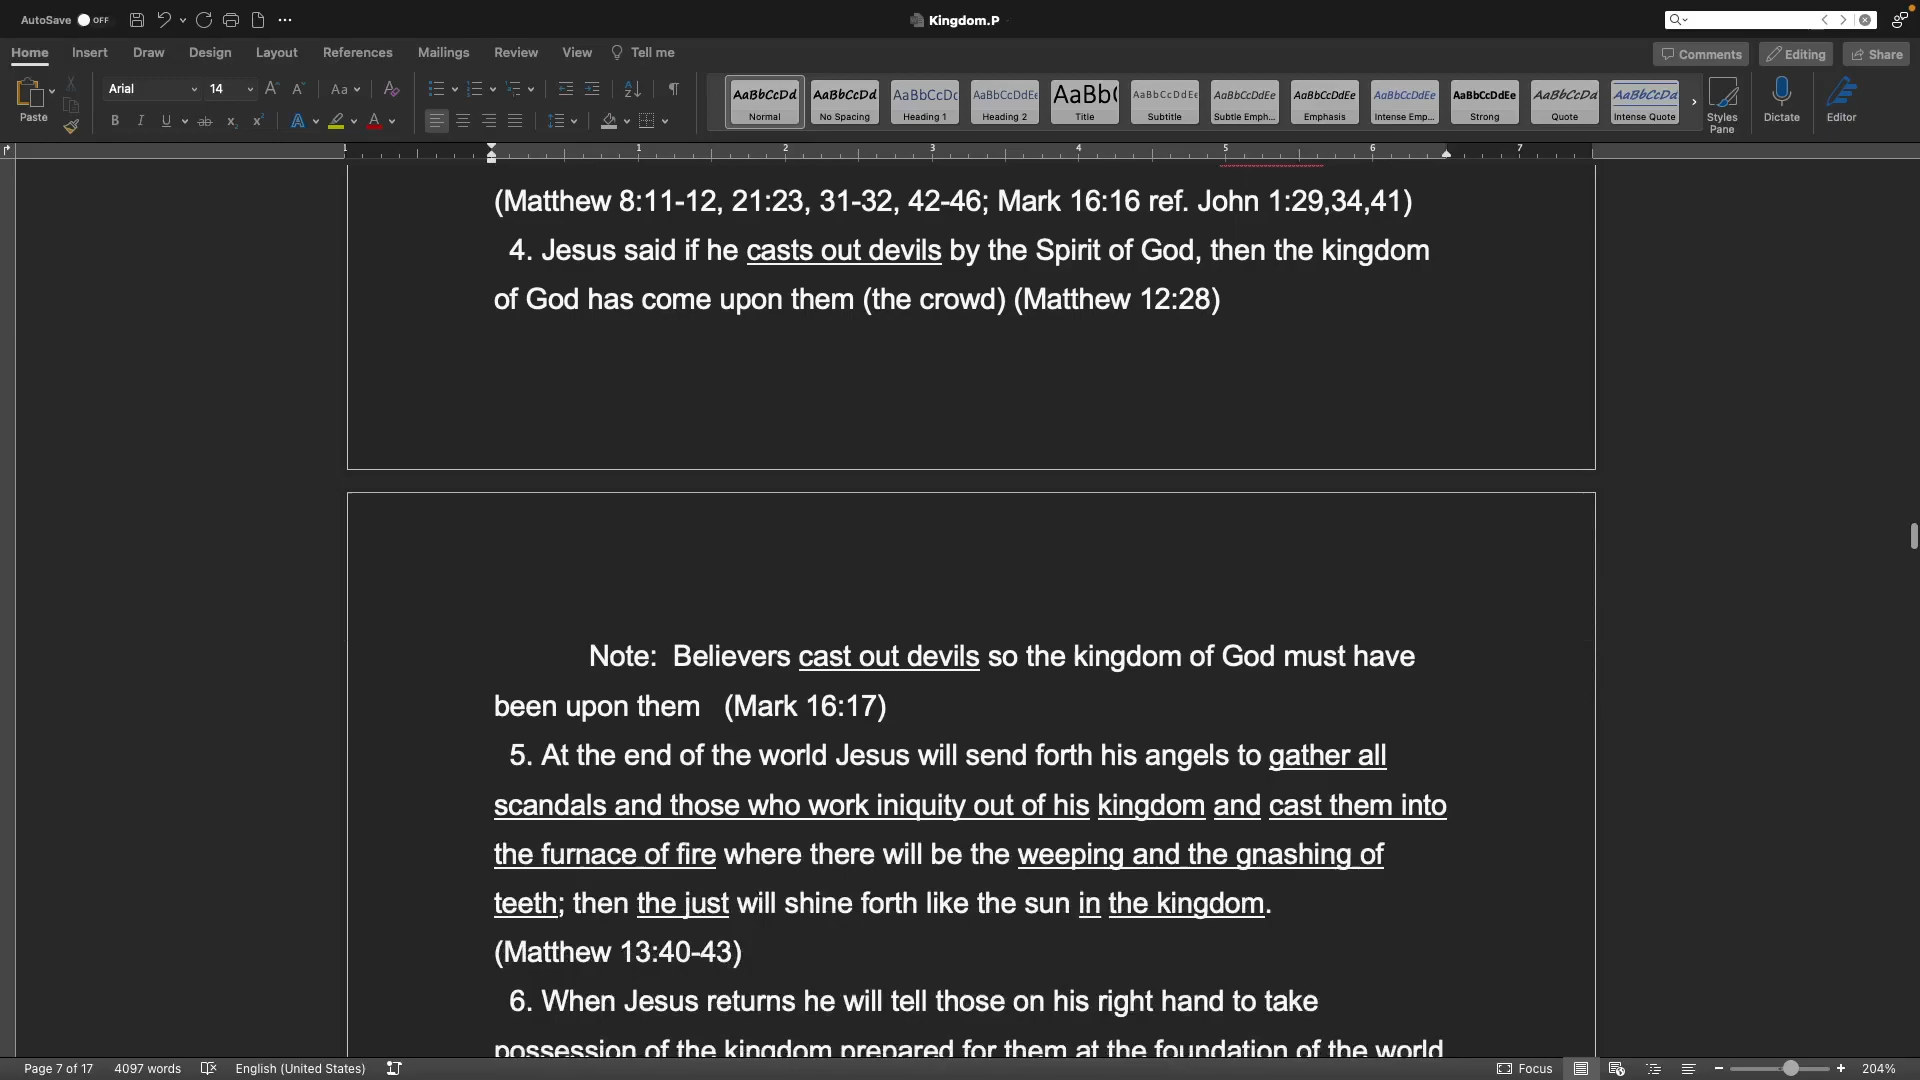 AutoSave OFF
Kingdom.P
Home Insert Draw Design Layout References Mailings Review View Tell me
Comments Editing Share
Paste
Arial 14
Aa
AaBbCcDd Normal
AaBbCcDd No Spacing
AaBbCcDc Heading 1
AaBbCcDdEe Heading 2
AaBb( Title
AaBbCcDdEe Subtitle
AaBbCcDdEe Subtle Emph...
AaBbCcDdEe Emphasis
AaBbCcDdEe Intense Emp...
AaBbCcDdEe Strong
AaBbCcDd Quote
AaBbCcDd Intense Quote
Styles Pane
Dictate
Editor
1 1 2 3 4 5 6 7
(Matthew 8:11-12, 21:23, 31-32, 42-46; Mark 16:16 ref. John 1:29,34,41)
4. Jesus said if he casts out devils by the Spirit of God, then the kingdom
of God has come upon them (the crowd) (Matthew 12:28)
Note:  Believers cast out devils so the kingdom of God must have
been upon them   (Mark 16:17)
5. At the end of the world Jesus will send forth his angels to gather all
scandals and those who work iniquity out of his kingdom and cast them into
the furnace of fire where there will be the weeping and the gnashing of
teeth; then the just will shine forth like the sun in the kingdom.
(Matthew 13:40-43)
6. When Jesus returns he will tell those on his right hand to take
possession of the kingdom prepared for them at the foundation of the world
Page 7 of 17 4097 words English (United States) Focus 204%